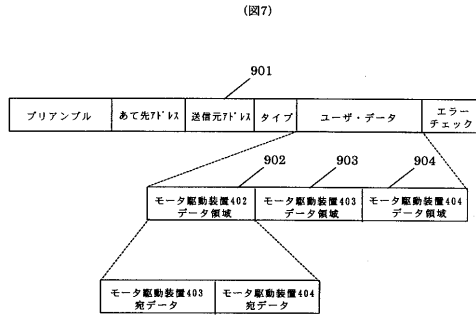 (図7)
901
プリアンブル あて先アドレス 送信元アドレス タイプ ユーザ・データ エラー
チェック
902 903 904
モータ駆動装置402 モータ駆動装置403 モータ駆動装置404
データ領域 データ領域 データ領域
モータ駆動装置403 モータ駆動装置404
宛データ 宛データ